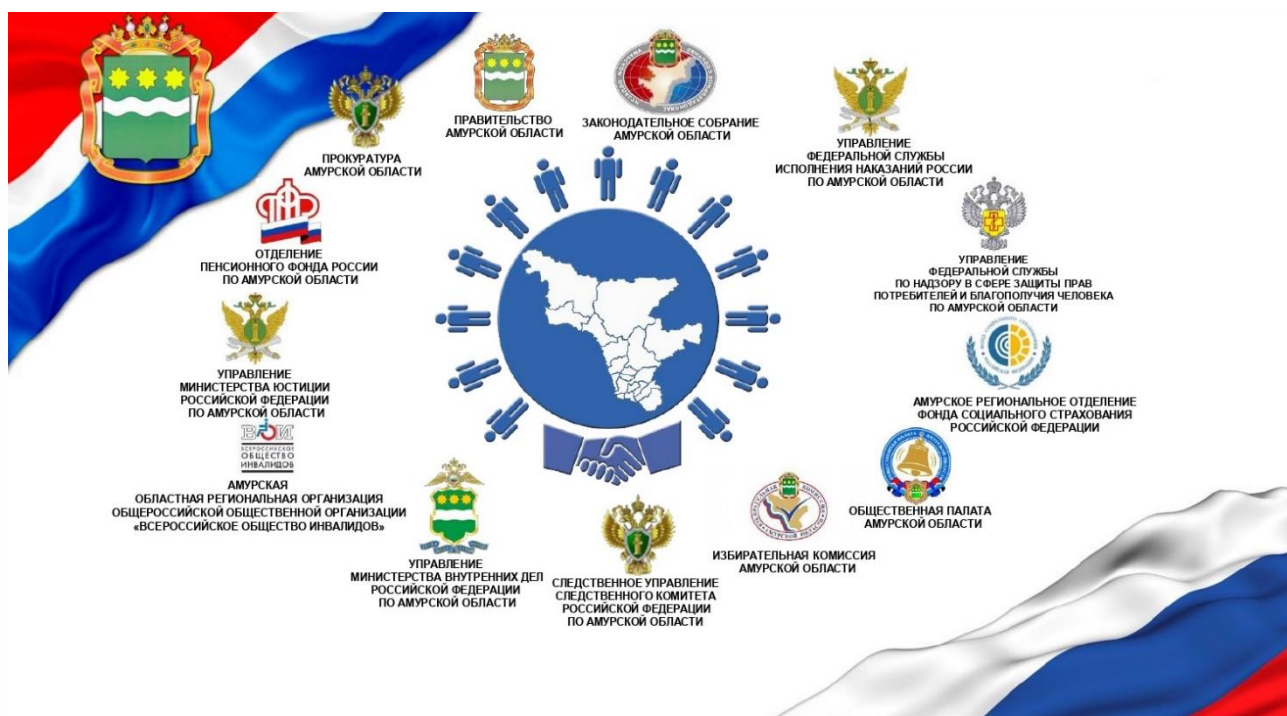 ПРАВИТЕЛЬСТВО
АМУРСКОЙ ОБЛАСТИ
ЗАКОНОДАТЕЛЬНОЕ СОБРАНИЕ
АМУРСКОЙ ОБЛАСТИ
ПРОКУРАТУРА
АМУРСКОЙ ОБЛАСТИ
УПРАВЛЕНИЕ
ФЕДЕРАЛЬНОЙ СЛУЖБЫ
ИСПОЛНЕНИЯ НАКАЗАНИЙ РОССИИ
ПО АМУРСКОЙ ОБЛАСТИ
ОТДЕЛЕНИЕ
ПЕНСИОННОГО ФОНДА РОССИИ
ПО АМУРСКОЙ ОБЛАСТИ
УПРАВЛЕНИЕ
ФЕДЕРАЛЬНОЙ СЛУЖБЫ
ПО НАДЗОРУ В СФЕРЕ ЗАЩИТЫ ПРАВ
ПОТРЕБИТЕЛЕЙ И БЛАГОПОЛУЧИЯ ЧЕЛОВЕКА
ПО АМУРСКОЙ ОБЛАСТИ
УПРАВЛЕНИЕ
МИНИСТЕРСТВА ЮСТИЦИИ
РОССИЙСКОЙ ФЕДЕРАЦИИ
ПО АМУРСКОЙ ОБЛАСТИ
АМУРСКОЕ РЕГИОНАЛЬНОЕ ОТДЕЛЕНИЕ
ФОНДА СОЦИАЛЬНОГО СТРАХОВАНИЯ
РОССИЙСКОЙ ФЕДЕРАЦИИ
ВОИ
ВСЕРОССИЙСКОЕ
ОБЩЕСТВО
ИНВАЛИДОВ
АМУРСКАЯ
ОБЛАСТНАЯ РЕГИОНАЛЬНАЯ ОРГАНИЗАЦИЯ
ОБЩЕРОССИЙСКОЙ ОБЩЕСТВЕННОЙ ОРГАНИЗАЦИИ
«ВСЕРОССИЙСКОЕ ОБЩЕСТВО ИНВАЛИДОВ»
ОБЩЕСТВЕННАЯ ПАЛАТА
АМУРСКОЙ ОБЛАСТИ
ИЗБИРАТЕЛЬНАЯ КОМИССИЯ
АМУРСКОЙ ОБЛАСТИ
УПРАВЛЕНИЕ
МИНИСТЕРСТВА ВНУТРЕННИХ ДЕЛ
РОССИЙСКОЙ ФЕДЕРАЦИИ
ПО АМУРСКОЙ ОБЛАСТИ
СЛЕДСТВЕННОЕ УПРАВЛЕНИЕ
СЛЕДСТВЕННОГО КОМИТЕТА
РОССИЙСКОЙ ФЕДЕРАЦИИ
ПО АМУРСКОЙ ОБЛАСТИ